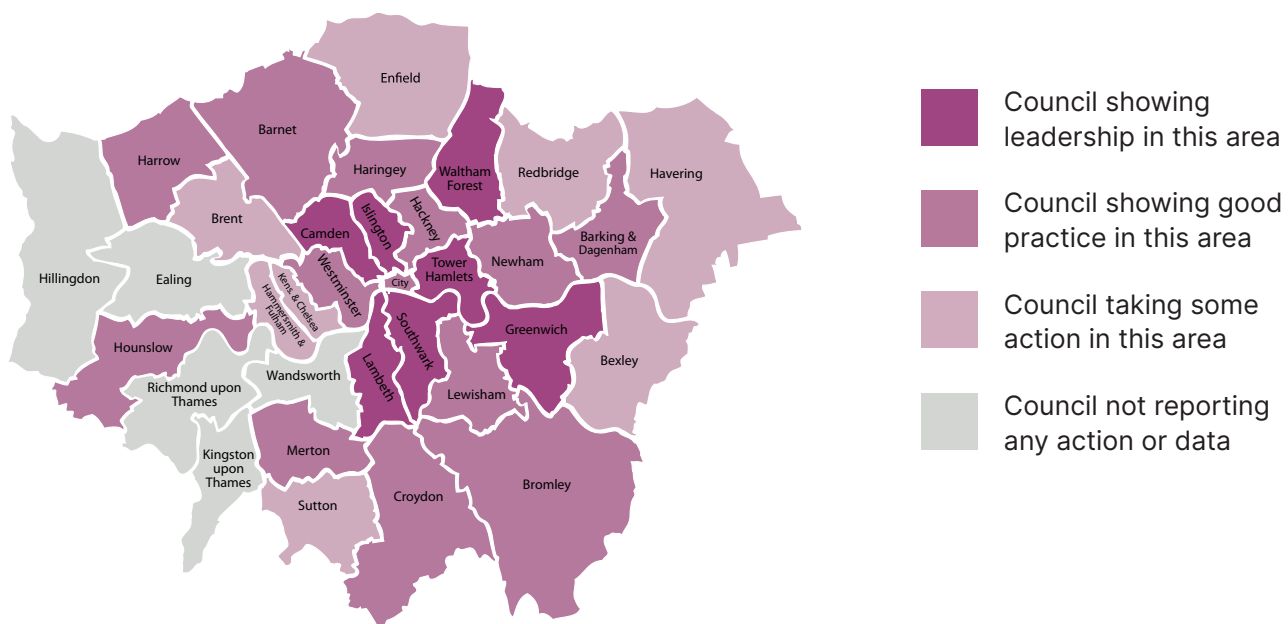 Enfield
Barnet
Harrow
Haringey
Waltham
Forest
Redbridge
Havering
Brent
Camden
Islington
Hackney
Barking &
Dagenham
Hillingdon
Ealing
Westminster
City
Tower
Hamlets
Newham
Kens. & Chelsea
Hammersmith &
Fulham
Hounslow
Greenwich
Bexley
Richmond upon
Thames
Wandsworth
Lambeth
Southwark
Lewisham
Kingston
upon
Thames
Merton
Sutton
Croydon
Bromley
Council showing
leadership in this area
Council showing good
practice in this area
Council taking some
action in this area
Council not reporting
any action or data